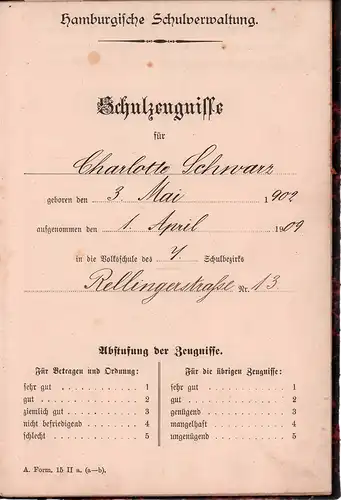 Hamburgische Schulverwaltung.
Schulzeugnisse
für
Charlotte Schwarz
geboren den 3. Mai 1902
aufgenommen den 1. April 1909
in die Volksschule des 7 Schulbezirks
Rellingerstraße Nr. 13
Abstufung der Zeugnisse.
Für Betragen und Ordnung: Für die übrigen Zeugnisse:
sehr gut . . . . . . . . . . 1 sehr gut . . . . . . . . . . 1
gut . . . . . . . . . . . . 2 gut . . . . . . . . . . . . 2
ziemlich gut . . . . . . . . 3 genügend . . . . . . . . . . 3
nicht befriedigend . . . . . 4 mangelhaft . . . . . . . . . 4
schlecht . . . . . . . . . . 5 ungenügend . . . . . . . . . 5
A. Form. 15 II a. (a—b).